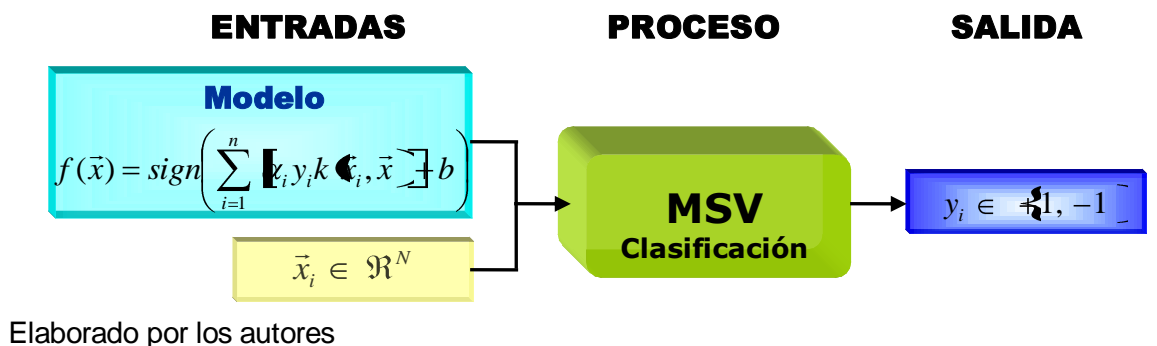 ENTRADAS PROCESO SALIDA
Modelo
f(x⃗) = sign(∑ᵢ₌₁ⁿ [αᵢ yᵢ k(x⃗ᵢ, x⃗)] + b)
x⃗ᵢ ∈ ℜᴺ
MSV
Clasificación
yᵢ ∈ {+1, −1}
Elaborado por los autores